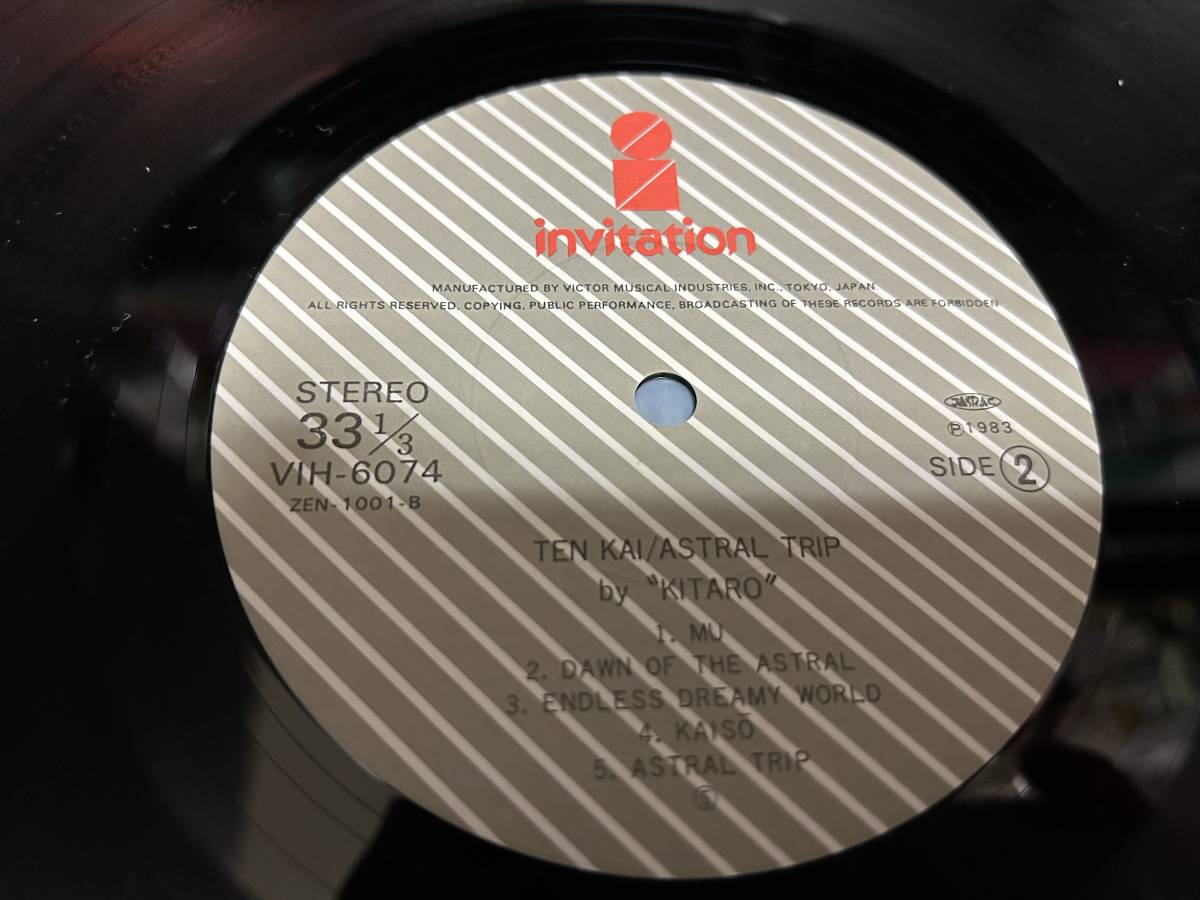 invitation
MANUFACTURED BY VICTOR MUSICAL INDUSTRIES, INC., TOKYO, JAPAN.
ALL RIGHTS RESERVED. COPYING, PUBLIC PERFORMANCE, BROADCASTING OF THESE RECORDS ARE FORBIDDEN
STEREO
33 1/3
VIH-6074
ZEN-1001-B
JASRAC
Ⓟ1983
SIDE 2
TEN KAI/ASTRAL TRIP
by "KITARO"
1. MU
2. DAWN OF THE ASTRAL
3. ENDLESS DREAMY WORLD
4. KAISŌ
5. ASTRAL TRIP
Ⓢ